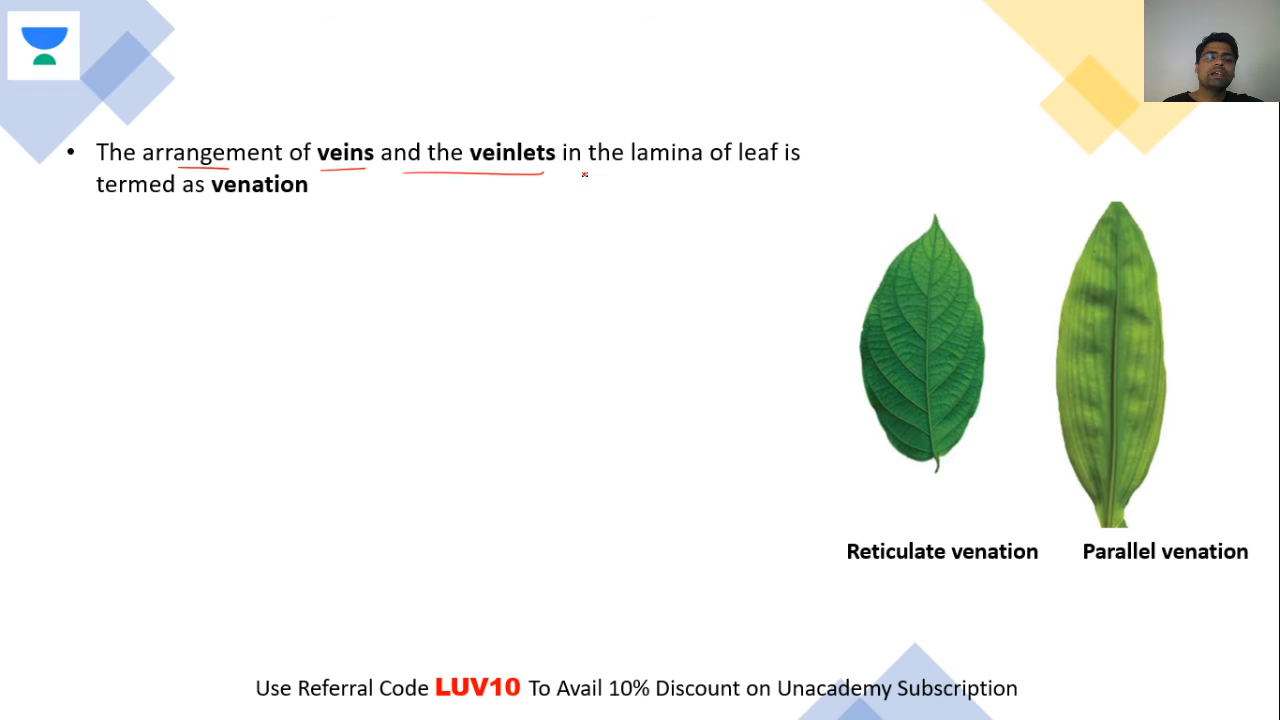 • The arrangement of veins and the veinlets in the lamina of leaf is
termed as venation
Reticulate venation
Parallel venation
Use Referral Code LUV10 To Avail 10% Discount on Unacademy Subscription